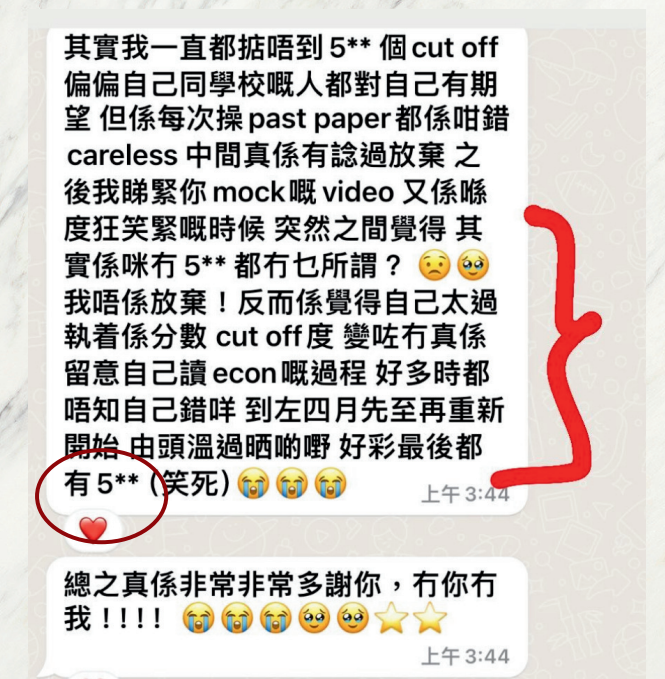 其實我一直都掂唔到 5** 個 cut off
偏偏自己同學校嘅人都對自己有期
望 但係每次操 past paper 都係咁錯
careless 中間真係有諗過放棄 之
後我睇緊你 mock 嘅 video 又係喺
度狂笑緊嘅時候 突然之間覺得 其
實係咪冇 5** 都冇乜所謂？ 😟🥹
我唔係放棄！反而係覺得自己太過
執着係分數 cut off 度 變咗冇真係
留意自己讀 econ 嘅過程 好多時都
唔知自己錯咩 到左四月先至再重新
開始 由頭溫過晒啲嘢 好彩最後都
有 5** (笑死) 😭😭😭
上午 3:44
❤️
總之真係非常非常多謝你，冇你冇
我!!!! 😭😭😭🥹🥹⭐⭐
上午 3:44